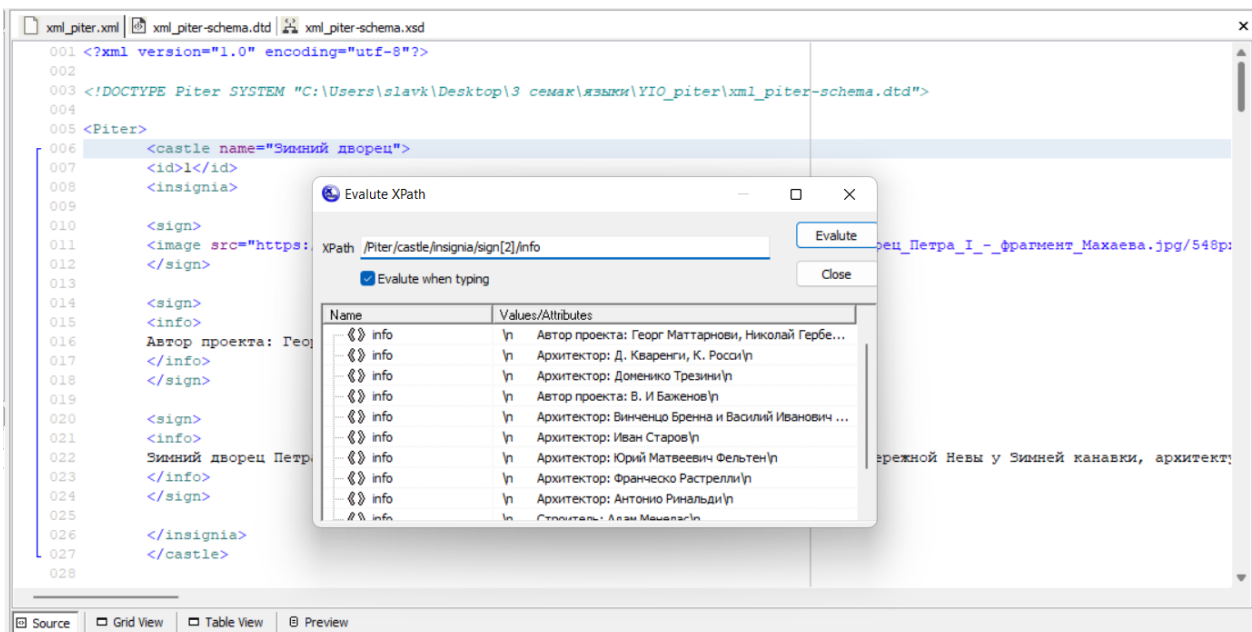 xml_piter.xml xml_piter-schema.dtd xml_piter-schema.xsd
001 <?xml version="1.0" encoding="utf-8"?>
002
003 <!DOCTYPE Piter SYSTEM "C:\Users\slavk\Desktop\3 семак\языки\YIO_piter\xml_piter-schema.dtd">
004
005 <Piter>
006 <castle name="Зимний дворец">
007 <id>1</id>
008 <insignia>
009
010 <sign>
011 <image src="https: рец_Петра_I_-_фрагмент_Махаева.jpg/548p
012 </sign>
013
014 <sign>
015 <info>
016 Автор проекта: Геор
017 </info>
018 </sign>
019
020 <sign>
021 <info>
022 Зимний дворец Петр ережной Невы у Зимней канавки, архитект
023 </info>
024 </sign>
025
026 </insignia>
027 </castle>
028
Evalute XPath
XPath /Piter/castle/insignia/sign[2]/info
Evalute
Evalute when typing
Close
Name Values/Attributes
info \n Автор проекта: Георг Маттарнови, Николай Гербе...
info \n Архитектор: Д. Кваренги, К. Росси\n
info \n Архитектор: Доменико Трезини\n
info \n Автор проекта: В. И Баженов\n
info \n Архитектор: Винченцо Бренна и Василий Иванович ...
info \n Архитектор: Иван Старов\n
info \n Архитектор: Юрий Матвеевич Фельтен\n
info \n Архитектор: Франческо Растрелли\n
info \n Архитектор: Антонио Ринальди\n
info \n Строитель: Адам Менелас\n
Source Grid View Table View Preview